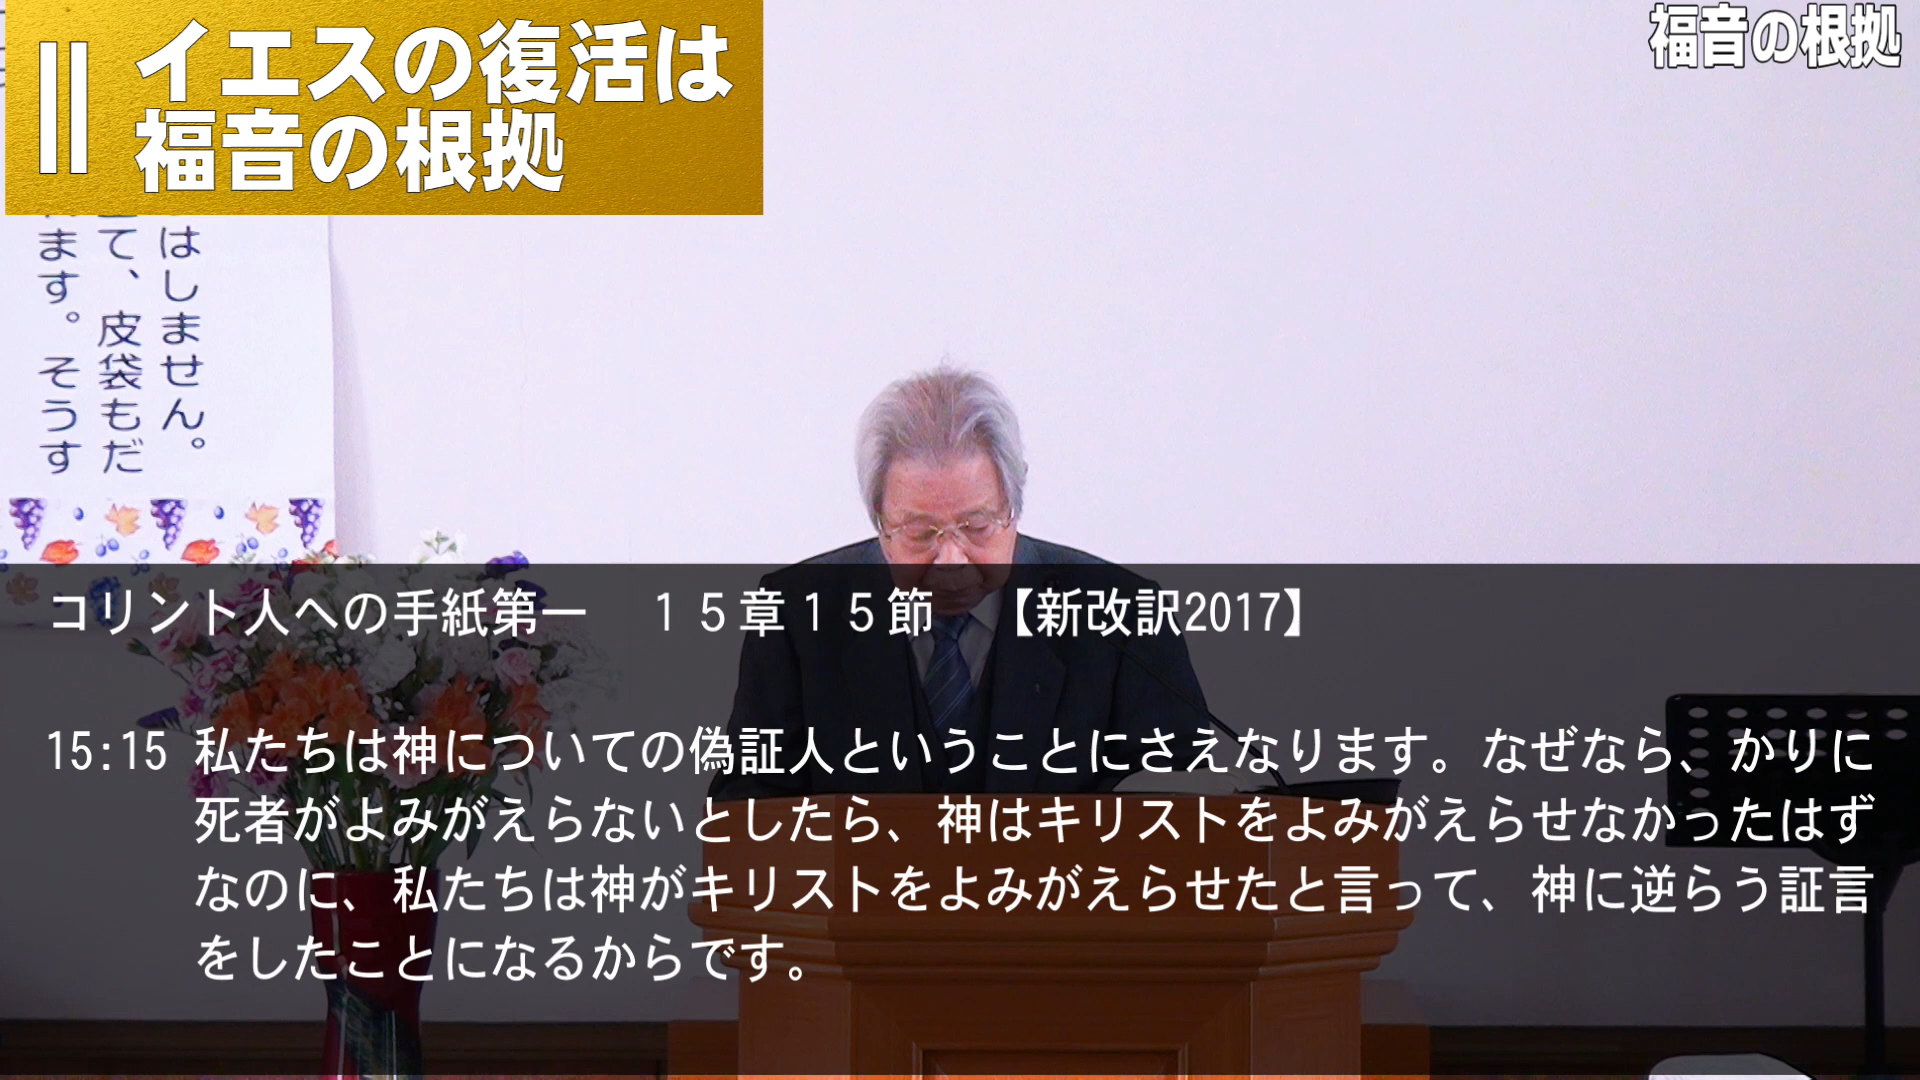 Ⅱ イエスの復活は
福音の根拠
福音の根拠
はしません。
て、皮袋もだ
ます。そうす
コリント人への手紙第一　１５章１５節　【新改訳2017】
15:15 私たちは神についての偽証人ということにさえなります。なぜなら、かりに
死者がよみがえらないとしたら、神はキリストをよみがえらせなかったはず
なのに、私たちは神がキリストをよみがえらせたと言って、神に逆らう証言
をしたことになるからです。